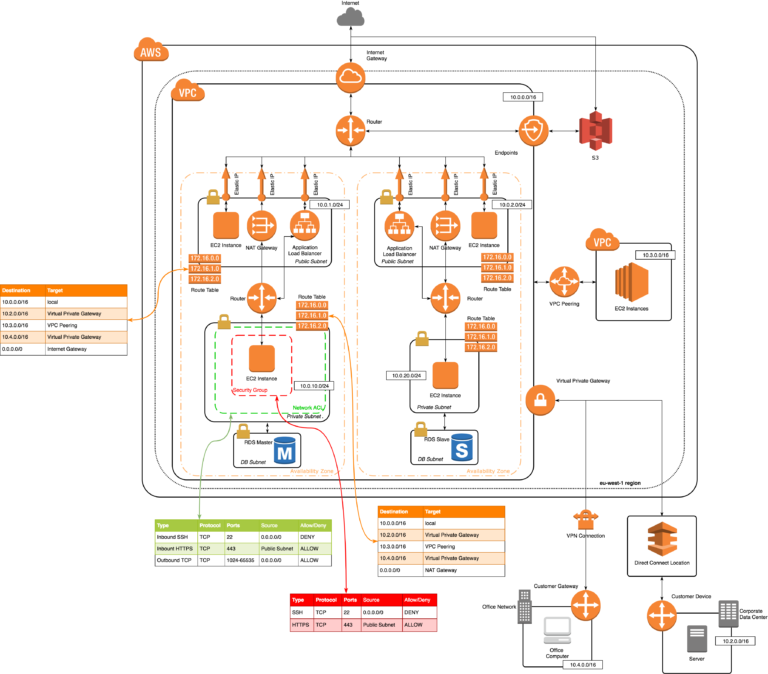 Internet
AWS
Internet
Gateway
VPC
10.0.0.0/16
Router
Endpoints
S3
Elastic IP
Elastic IP
Elastic IP
Elastic IP
Elastic IP
Elastic IP
10.0.1.0/24
10.0.2.0/24
EC2 Instance
NAT Gateway
Application
Load Balancer
Public Subnet
Application
Load Balancer
NAT Gateway
EC2 Instance
Public Subnet
172.16.0.0
172.16.1.0
172.16.2.0
Route Table
172.16.0.0
172.16.1.0
172.16.2.0
Route Table
VPC
10.3.0.0/16
EC2 Instances
VPC Peering
Router
Router
Route Table
172.16.0.0
172.16.1.0
172.16.2.0
Route Table
172.16.0.0
172.16.1.0
172.16.2.0
Destination Target
10.0.0.0/16 local
10.2.0.0/16 Virtual Private Gateway
10.3.0.0/16 VPC Peering
10.4.0.0/16 Virtual Private Gateway
0.0.0.0/0 Internet Gateway
EC2 Instance
Security Group
10.0.10.0/24
Network ACL
Private Subnet
10.0.20.0/24
EC2 Instance
Private Subnet
Virtual Private Gateway
RDS Master
M
DB Subnet
Availability Zone
RDS Slave
S
DB Subnet
Availability Zone
eu-west-1 region
Type Protocol Ports Source Allow/Deny
Inbound SSH TCP 22 0.0.0.0/0 DENY
Inbount HTTPS TCP 443 Public Subnet ALLOW
Outbound TCP TCP 1024-65535 0.0.0.0/0 ALLOW
Destination Target
10.0.0.0/16 local
10.2.0.0/16 Virtual Private Gateway
10.3.0.0/16 VPC Peering
10.4.0.0/16 Virtual Private Gateway
0.0.0.0/0 NAT Gateway
Type Protocol Ports Source Allow/Deny
SSH TCP 22 0.0.0.0/0 DENY
HTTPS TCP 443 Public Subnet ALLOW
VPN Connection
Direct Connect Location
Customer Gateway
Office Network
Office
Computer
10.4.0.0/16
Customer Device
Corporate
Data Center
10.2.0.0/16
Server